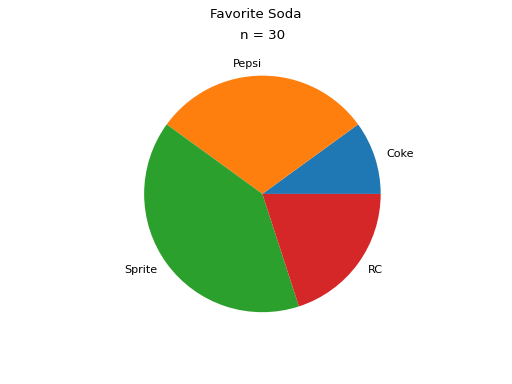 Favorite Soda
n = 30
Pepsi
Coke
Sprite
RC